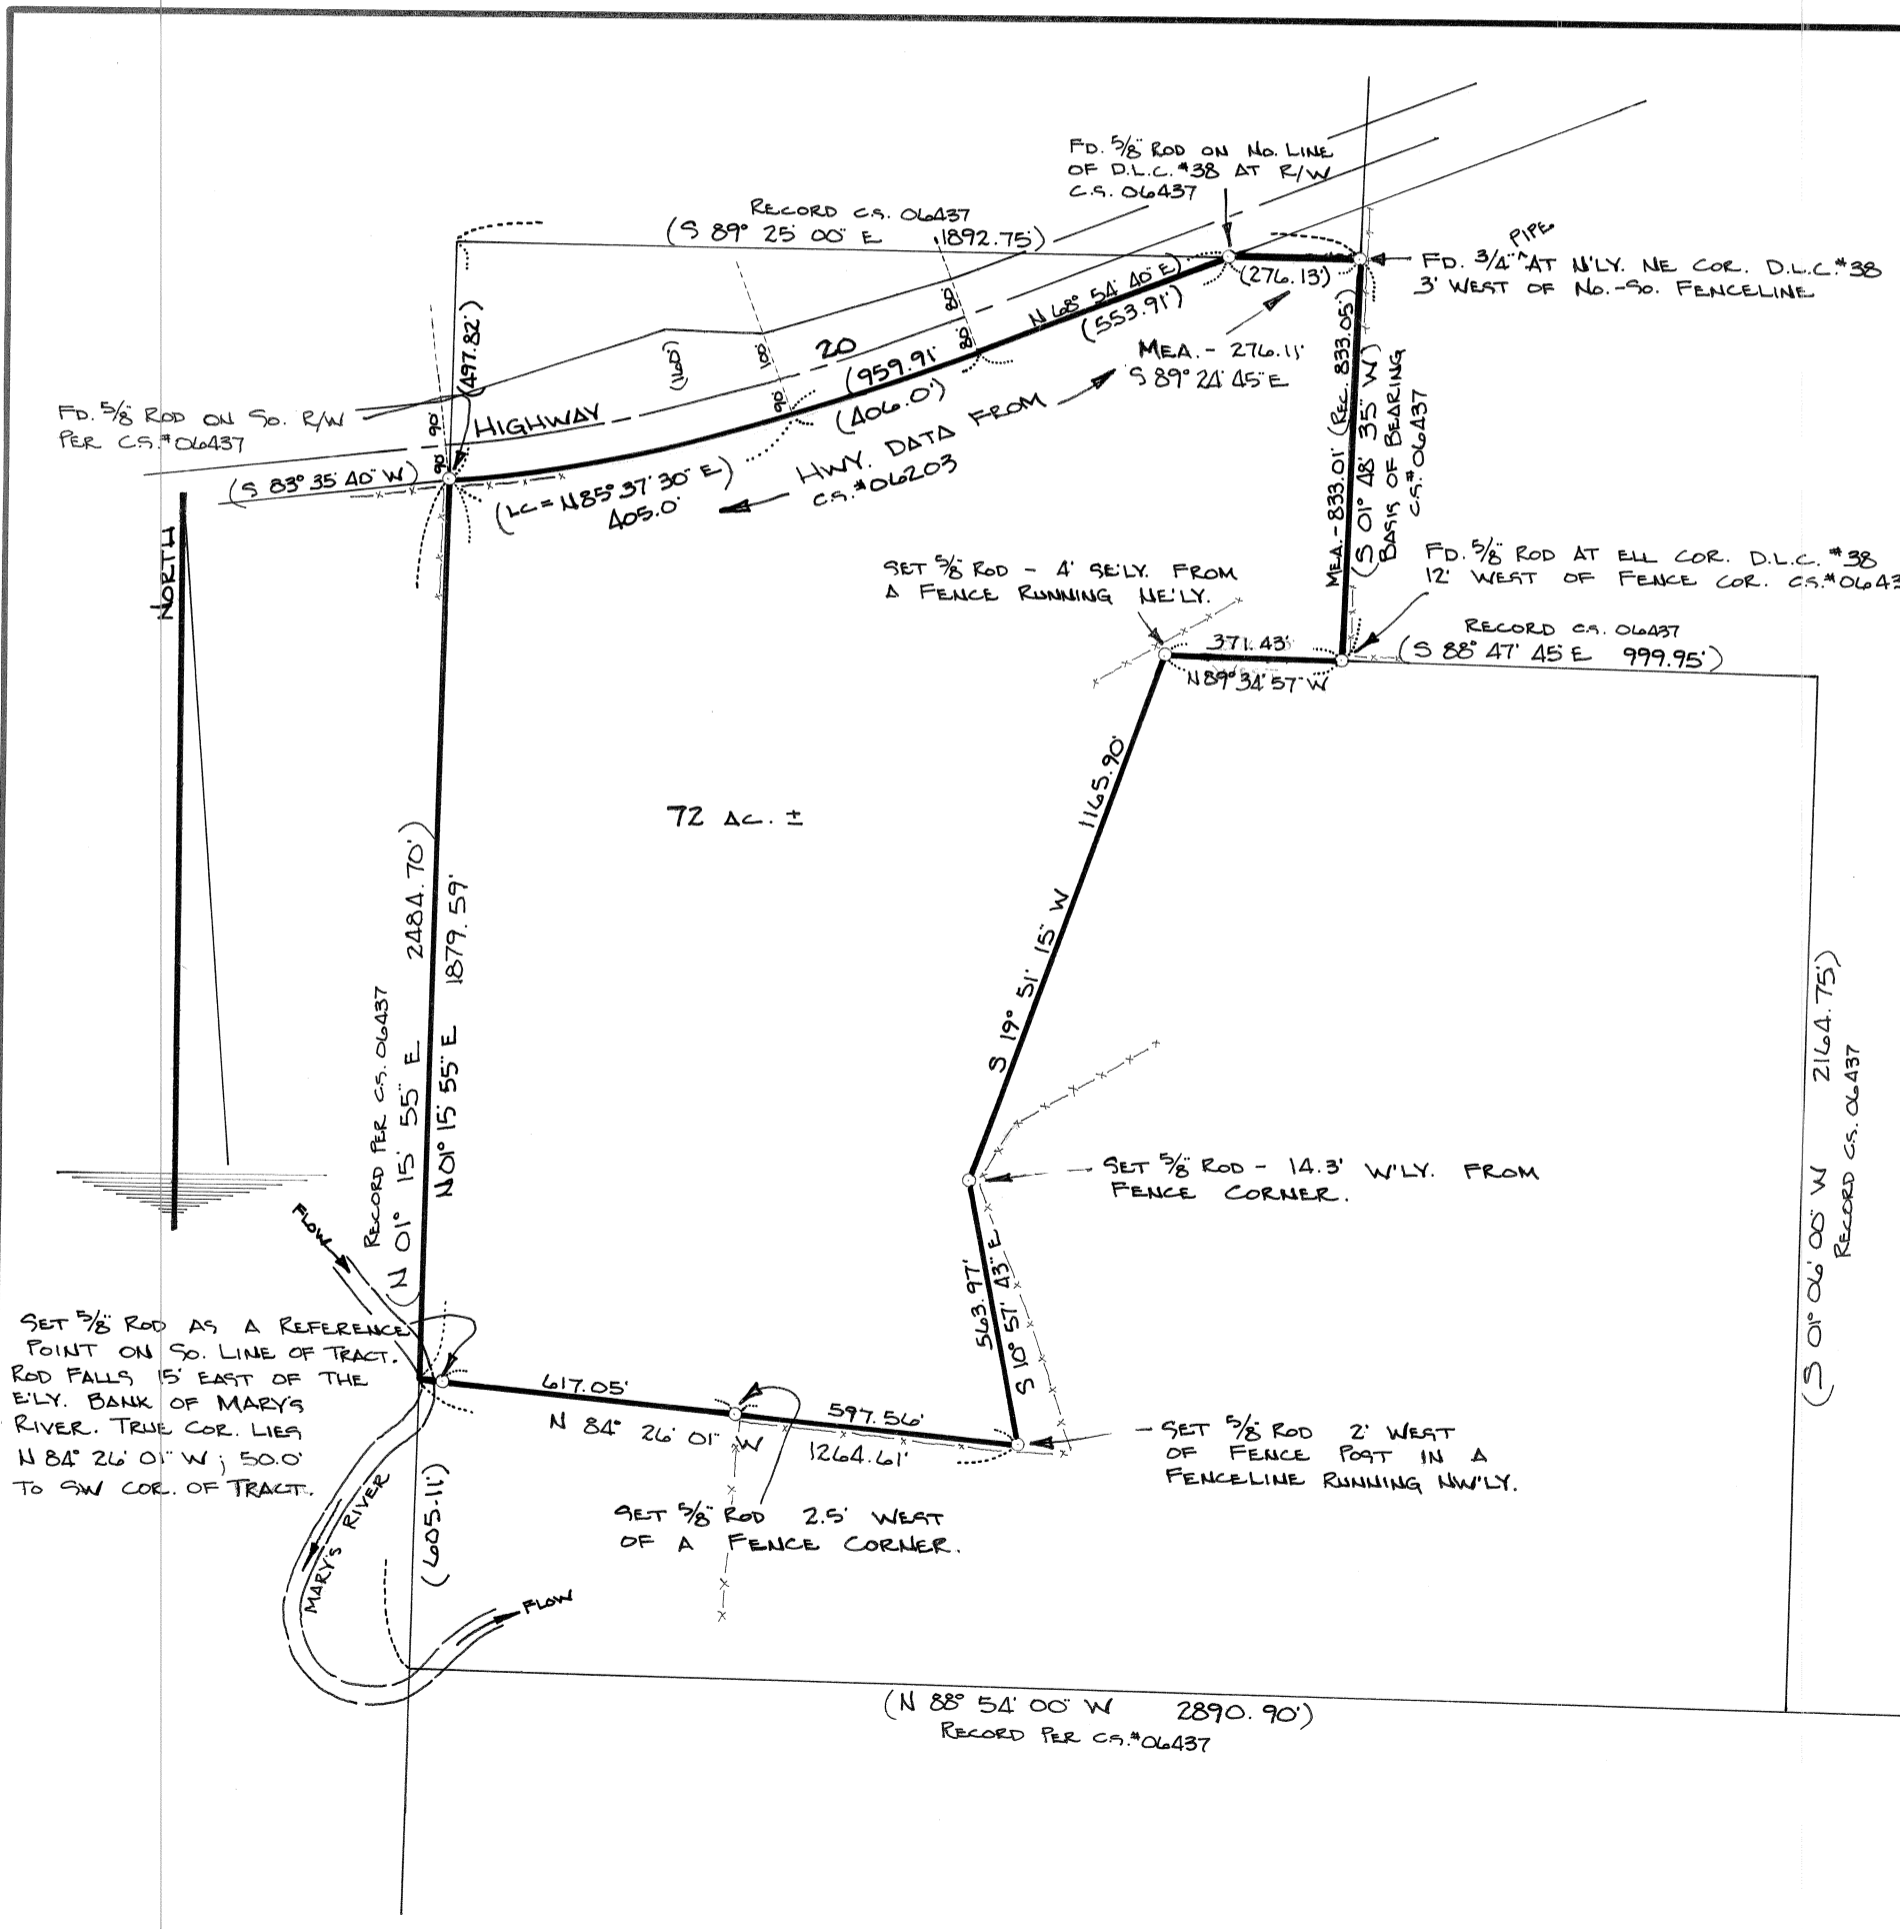 FD. 5/8" ROD ON NO. LINE
OF D.L.C. #38 AT R/W
C.S. 06437
RECORD C.S. 06437
(S 89° 25' 00" E 1892.75')
FD. 3/4" ^ AT N'LY. NE COR. D.L.C. #38
PIPE
3' WEST OF NO.-SO. FENCELINE
(276.13')
MEA. - 276.11'
S 89° 24' 45" E
N 68° 54' 40" E)
(553.91')
80'
80'
(497.82')
(160')
100'
90'
20
(959.91'
(406.0')
HIGHWAY
90'
90'
FD. 5/8" ROD ON SO. R/W
PER C.S. #06437
(S 83° 35' 40" W)
(LC = N 85° 37' 30" E)
405.0'
HWY. DATA FROM
C.S. #06203
MEA. - 833.01' (REC. 833.05')
(S 01° 48' 35" W)
BASIS OF BEARING
C.S. #06437
NORTH
SET 5/8" ROD - 4' SE'LY. FROM
A FENCE RUNNING NE'LY.
FD. 5/8" ROD AT ELL COR. D.L.C. #38
12' WEST OF FENCE COR. C.S. #0643
RECORD C.S. 06437
(S 88° 47' 45" E 999.95')
371.43'
N 89° 34' 57" W
1165.90'
S 19° 51' 15" W
72 AC. ±
RECORD PER C.S. 06437
(N 01° 15' 55" E 2484.70')
N 01° 15' 55" E 1879.59'
SET 5/8" ROD - 14.3' W'LY. FROM
FENCE CORNER.
563.97'
S 10° 57' 43" E
(S 01° 06' 00" W 2164.75')
RECORD C.S. 06437
FLOW
SET 5/8" ROD AS A REFERENCE
POINT ON SO. LINE OF TRACT.
ROD FALLS 15' EAST OF THE
E'LY. BANK OF MARY'S
RIVER. TRUE COR. LIES
N 84° 26' 01" W ; 50.0'
TO SW COR. OF TRACT.
617.05'
N 84° 26' 01" W
597.56'
1264.61'
SET 5/8" ROD 2' WEST
OF FENCE POST IN A
FENCELINE RUNNING NW'LY.
SET 5/8" ROD 2.5' WEST
OF A FENCE CORNER.
MARY'S RIVER
(605.11')
FLOW
(N 88° 54' 00" W 2890.90')
RECORD PER C.S. #06437